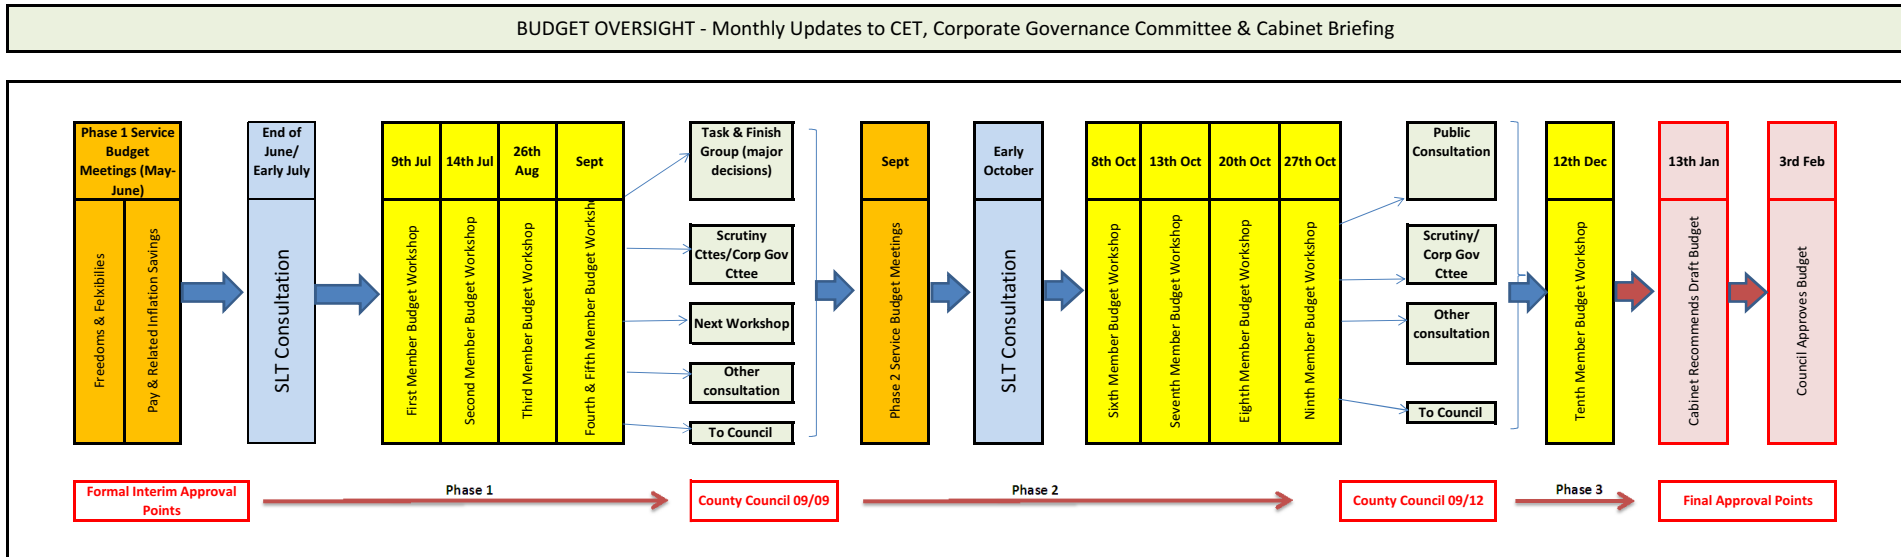 BUDGET OVERSIGHT - Monthly Updates to CET, Corporate Governance Committee & Cabinet Briefing
Phase 1 Service
Budget
Meetings (May-
June)
Freedoms & Felxibilies
Pay & Related Inflation Savings
End of
June/
Early July
SLT Consultation
9th Jul
First Member Budget Workshop
14th Jul
Second Member Budget Workshop
26th
Aug
Third Member Budget Workshop
Sept
Fourth & Fifth Member Budget Worksh
Task & Finish
Group (major
decisions)
Scrutiny
Cttes/Corp Gov
Cttee
Next Workshop
Other
consultation
To Council
Sept
Phase 2 Service Budget Meetings
Early
October
SLT Consultation
8th Oct
Sixth Member Budget Workshop
13th Oct
Seventh Member Budget Workshop
20th Oct
Eighth Member Budget Workshop
27th Oct
Ninth Member Budget Workshop
Public
Consultation
Scrutiny/
Corp Gov
Cttee
Other
consultation
To Council
12th Dec
Tenth Member Budget Workshop
13th Jan
Cabinet Recommends Draft Budget
3rd Feb
Council Approves Budget
Formal Interim Approval
Points
Phase 1
County Council 09/09
Phase 2
County Council 09/12
Phase 3
Final Approval Points